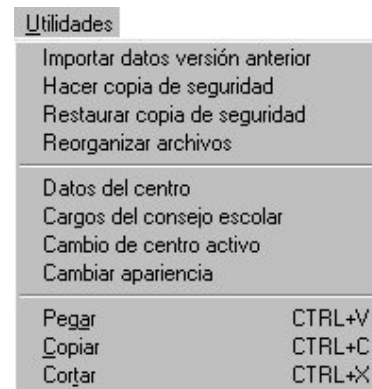 Utilidades
Importar datos versión anterior
Hacer copia de seguridad
Restaurar copia de seguridad
Reorganizar archivos
Datos del centro
Cargos del consejo escolar
Cambio de centro activo
Cambiar apariencia
Pegar CTRL+V
Copiar CTRL+C
Cortar CTRL+X